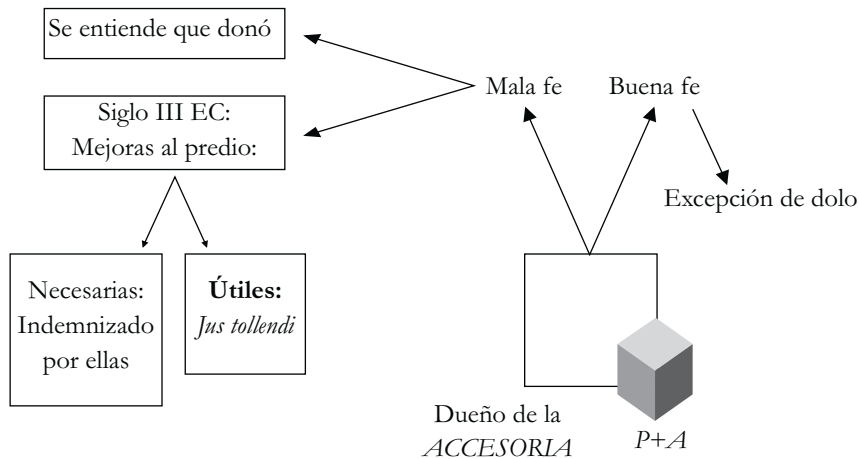 Se entiende que donó
Siglo III EC:
Mejoras al predio:
Mala fe
Buena fe
Excepción de dolo
Necesarias:
Indemnizado
por ellas
Útiles:
Jus tollendi
Dueño de la
ACCESORIA
P+A